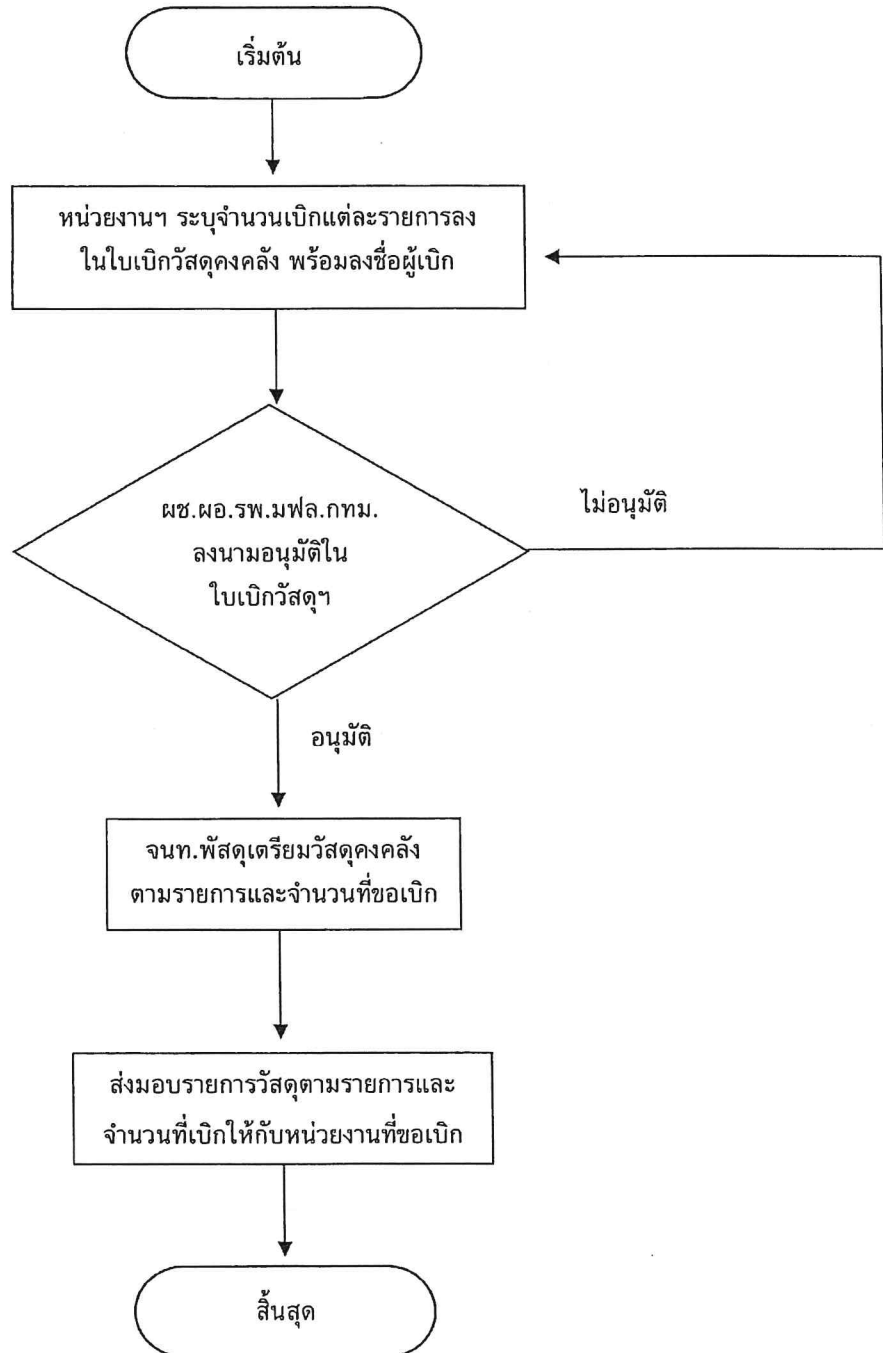 เริ่มต้น
หน่วยงานฯ ระบุจำนวนเบิกแต่ละรายการลง
ในใบเบิกวัสดุคงคลัง พร้อมลงชื่อผู้เบิก
ผช.ผอ.รพ.มฟล.กทม.
ลงนามอนุมัติใน
ใบเบิกวัสดุฯ
ไม่อนุมัติ
อนุมัติ
จนท.พัสดุเตรียมวัสดุคงคลัง
ตามรายการและจำนวนที่ขอเบิก
ส่งมอบรายการวัสดุตามรายการและ
จำนวนที่เบิกให้กับหน่วยงานที่ขอเบิก
สิ้นสุด